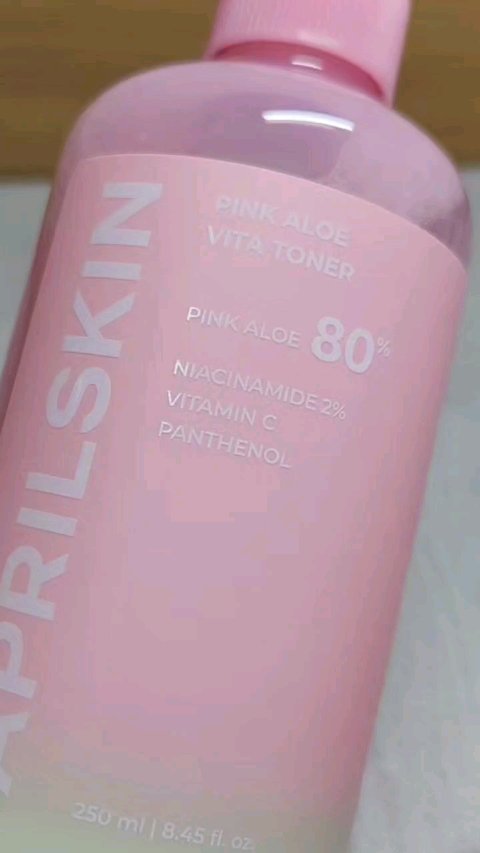 APRILSKIN
PINK ALOE
VITA TONER
PINK ALOE 80%
NIACINAMIDE 2%
VITAMIN C
PANTHENOL
250 ml | 8.45 fl. oz.